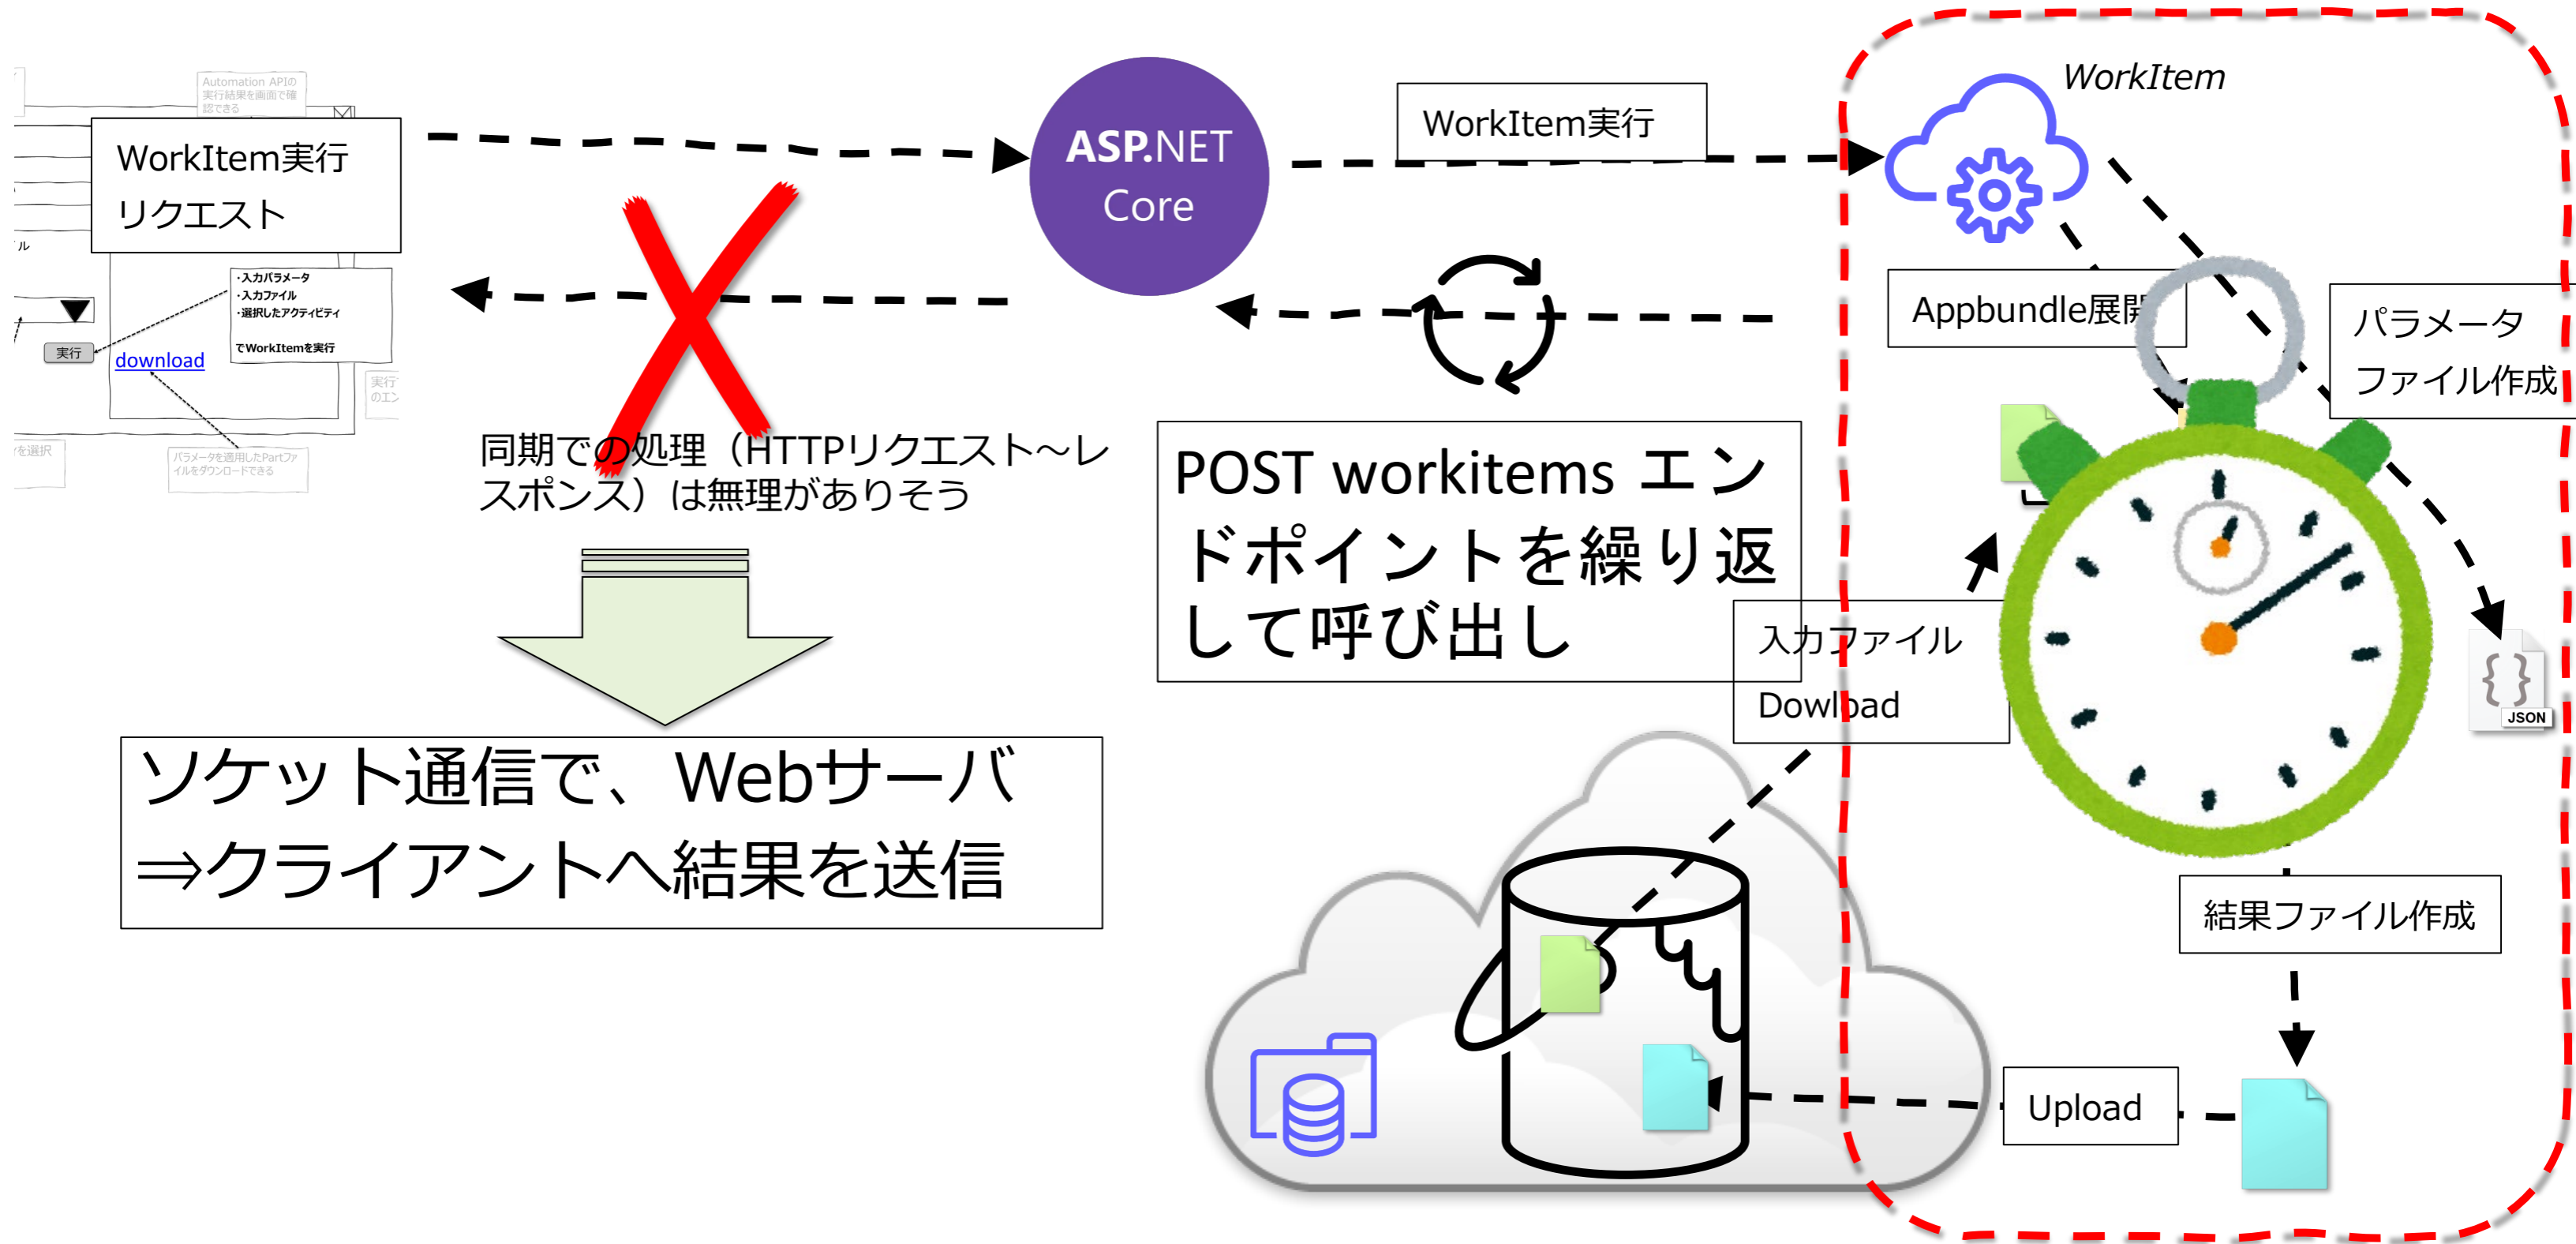 Automation APIの
実行結果を画面で確
認できる
WorkItem実行
リクエスト
ル
・入力パラメータ
・入力ファイル
・選択したアクティビティ
でWorkItemを実行
実行
download
実行
のエン
を選択
パラメータを適用したPartファ
イルをダウンロードできる
ASP.NET
Core
WorkItem実行
WorkItem
Appbundle展開
パラメータ
ファイル作成
同期での処理（HTTPリクエスト～レ
スポンス）は無理がありそう
POST workitems エン
ドポイントを繰り返
して呼び出し
入力ファイル
Dowload
JSON
ソケット通信で、Webサーバ
⇒クライアントへ結果を送信
結果ファイル作成
Upload